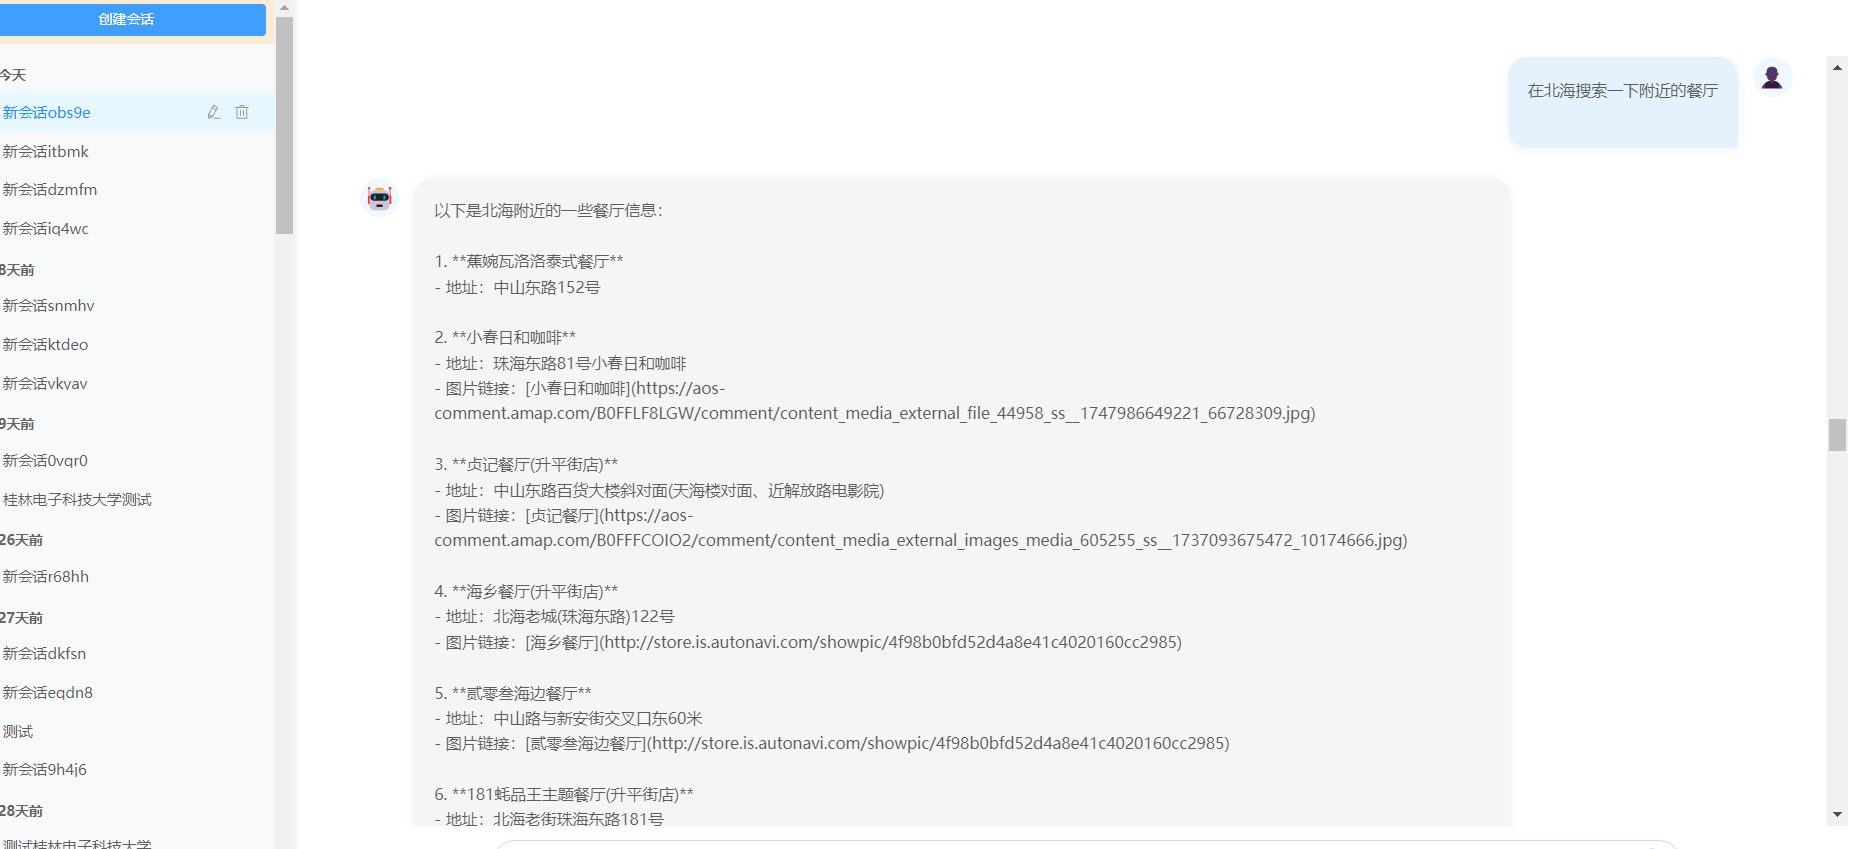 创建会话
今天
新会话obs9e
新会话itbmk
新会话dzmfm
新会话iq4wc
8天前
新会话snmhv
新会话ktdeo
新会话vkvav
9天前
新会话0vqr0
桂林电子科技大学测试
26天前
新会话r68hh
27天前
新会话dkfsn
新会话eqdn8
测试
新会话9h4j6
28天前
测试桂林电子科技大学
在北海搜索一下附近的餐厅
以下是北海附近的一些餐厅信息：
1. **蕉婉瓦洛洛泰式餐厅**
- 地址：中山东路152号
2. **小春日和咖啡**
- 地址：珠海东路81号小春日和咖啡
- 图片链接：[小春日和咖啡](https://aos-
comment.amap.com/B0FFLF8LGW/comment/content_media_external_file_44958_ss__1747986649221_66728309.jpg)
3. **贞记餐厅(升平街店)**
- 地址：中山东路百货大楼斜对面(天海楼对面、近解放路电影院)
- 图片链接：[贞记餐厅](https://aos-
comment.amap.com/B0FFFCOIO2/comment/content_media_external_images_media_605255_ss__1737093675472_10174666.jpg)
4. **海乡餐厅(升平街店)**
- 地址：北海老城(珠海东路)122号
- 图片链接：[海乡餐厅](http://store.is.autonavi.com/showpic/4f98b0bfd52d4a8e41c4020160cc2985)
5. **贰零叁海边餐厅**
- 地址：中山路与新安街交叉口东60米
- 图片链接：[贰零叁海边餐厅](http://store.is.autonavi.com/showpic/4f98b0bfd52d4a8e41c4020160cc2985)
6. **181蚝品王主题餐厅(升平街店)**
- 地址：北海老街珠海东路181号